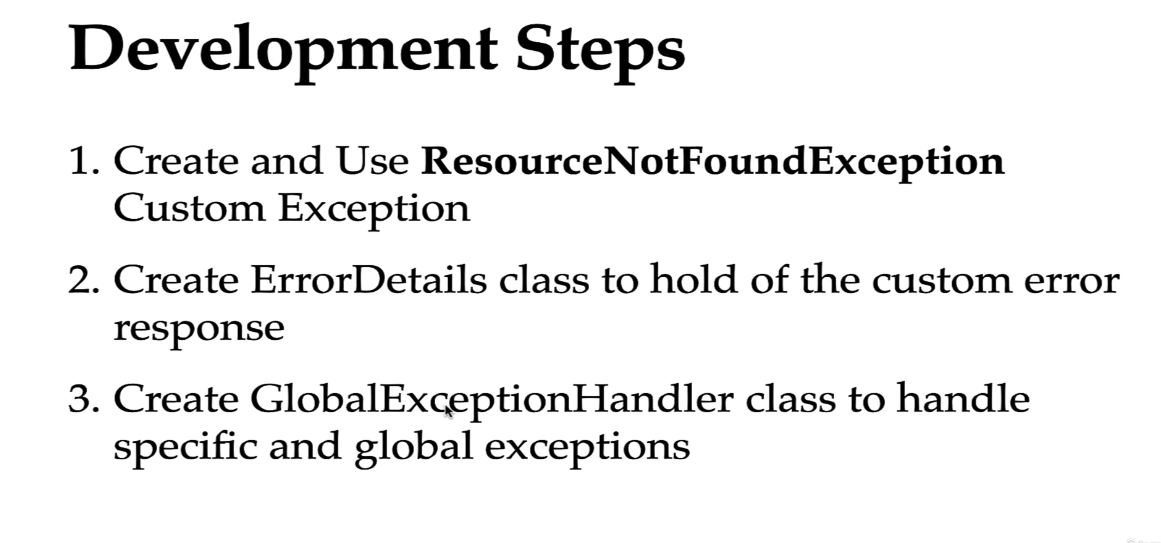 Development Steps
1. Create and Use ResourceNotFoundException
Custom Exception
2. Create ErrorDetails class to hold of the custom error
response
3. Create GlobalExceptionHandler class to handle
specific and global exceptions